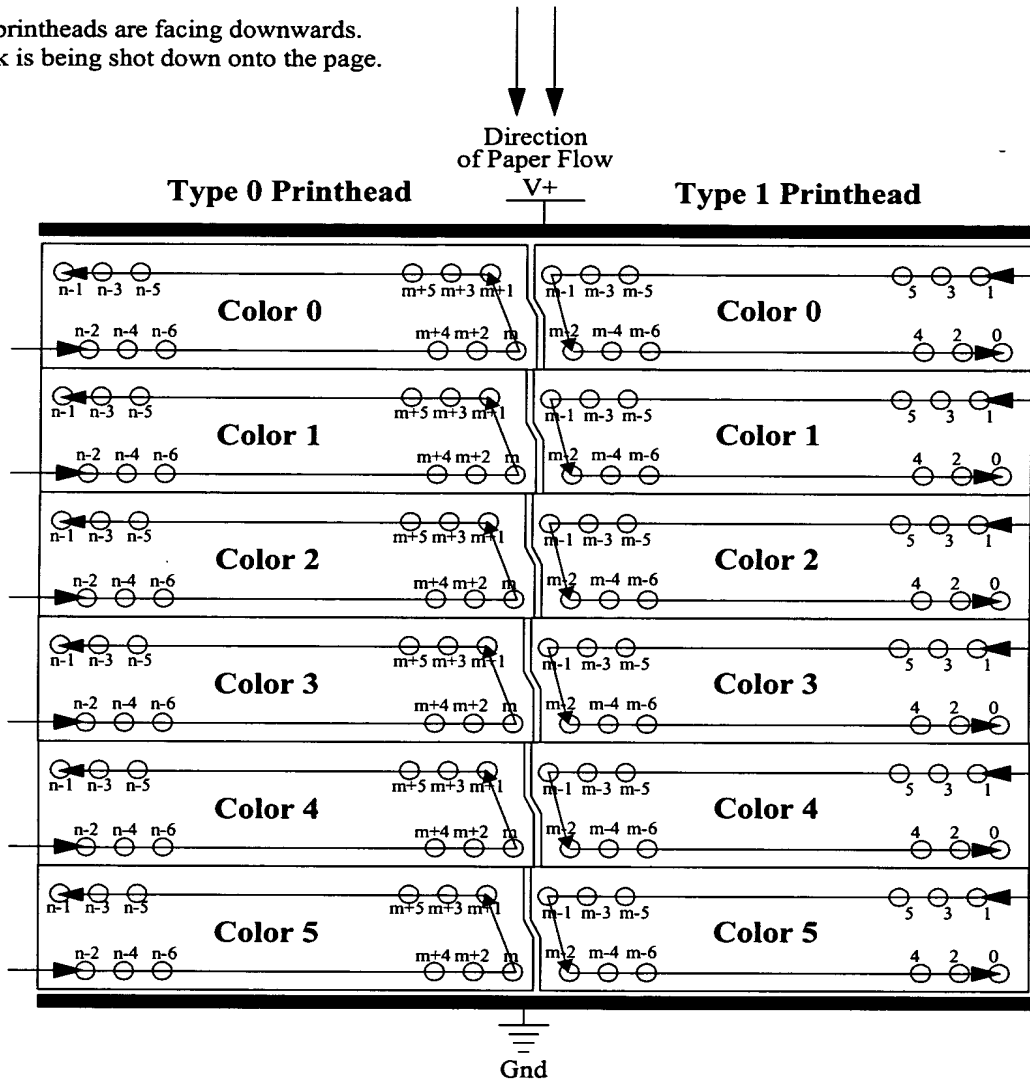 printheads are facing downwards.
k is being shot down onto the page.
Direction
of Paper Flow
V+
Type 0 Printhead
Type 1 Printhead
n-1 n-3 n-5
m+5 m+3 m+1
m-1 m-3 m-5
5 3 1
Color 0
Color 0
n-2 n-4 n-6
m+4 m+2 m
m-2 m-4 m-6
4 2 0
n-1 n-3 n-5
m+5 m+3 m+1
m-1 m-3 m-5
5 3 1
Color 1
Color 1
n-2 n-4 n-6
m+4 m+2 m
m-2 m-4 m-6
4 2 0
n-1 n-3 n-5
m+5 m+3 m+1
m-1 m-3 m-5
5 3 1
Color 2
Color 2
n-2 n-4 n-6
m+4 m+2 m
m-2 m-4 m-6
4 2 0
n-1 n-3 n-5
m+5 m+3 m+1
m-1 m-3 m-5
5 3 1
Color 3
Color 3
n-2 n-4 n-6
m+4 m+2 m
m-2 m-4 m-6
4 2 0
n-1 n-3 n-5
m+5 m+3 m+1
m-1 m-3 m-5
5 3 1
Color 4
Color 4
n-2 n-4 n-6
m+4 m+2 m
m-2 m-4 m-6
4 2 0
n-1 n-3 n-5
m+5 m+3 m+1
m-1 m-3 m-5
5 3 1
Color 5
Color 5
n-2 n-4 n-6
m+4 m+2 m
m-2 m-4 m-6
4 2 0
Gnd